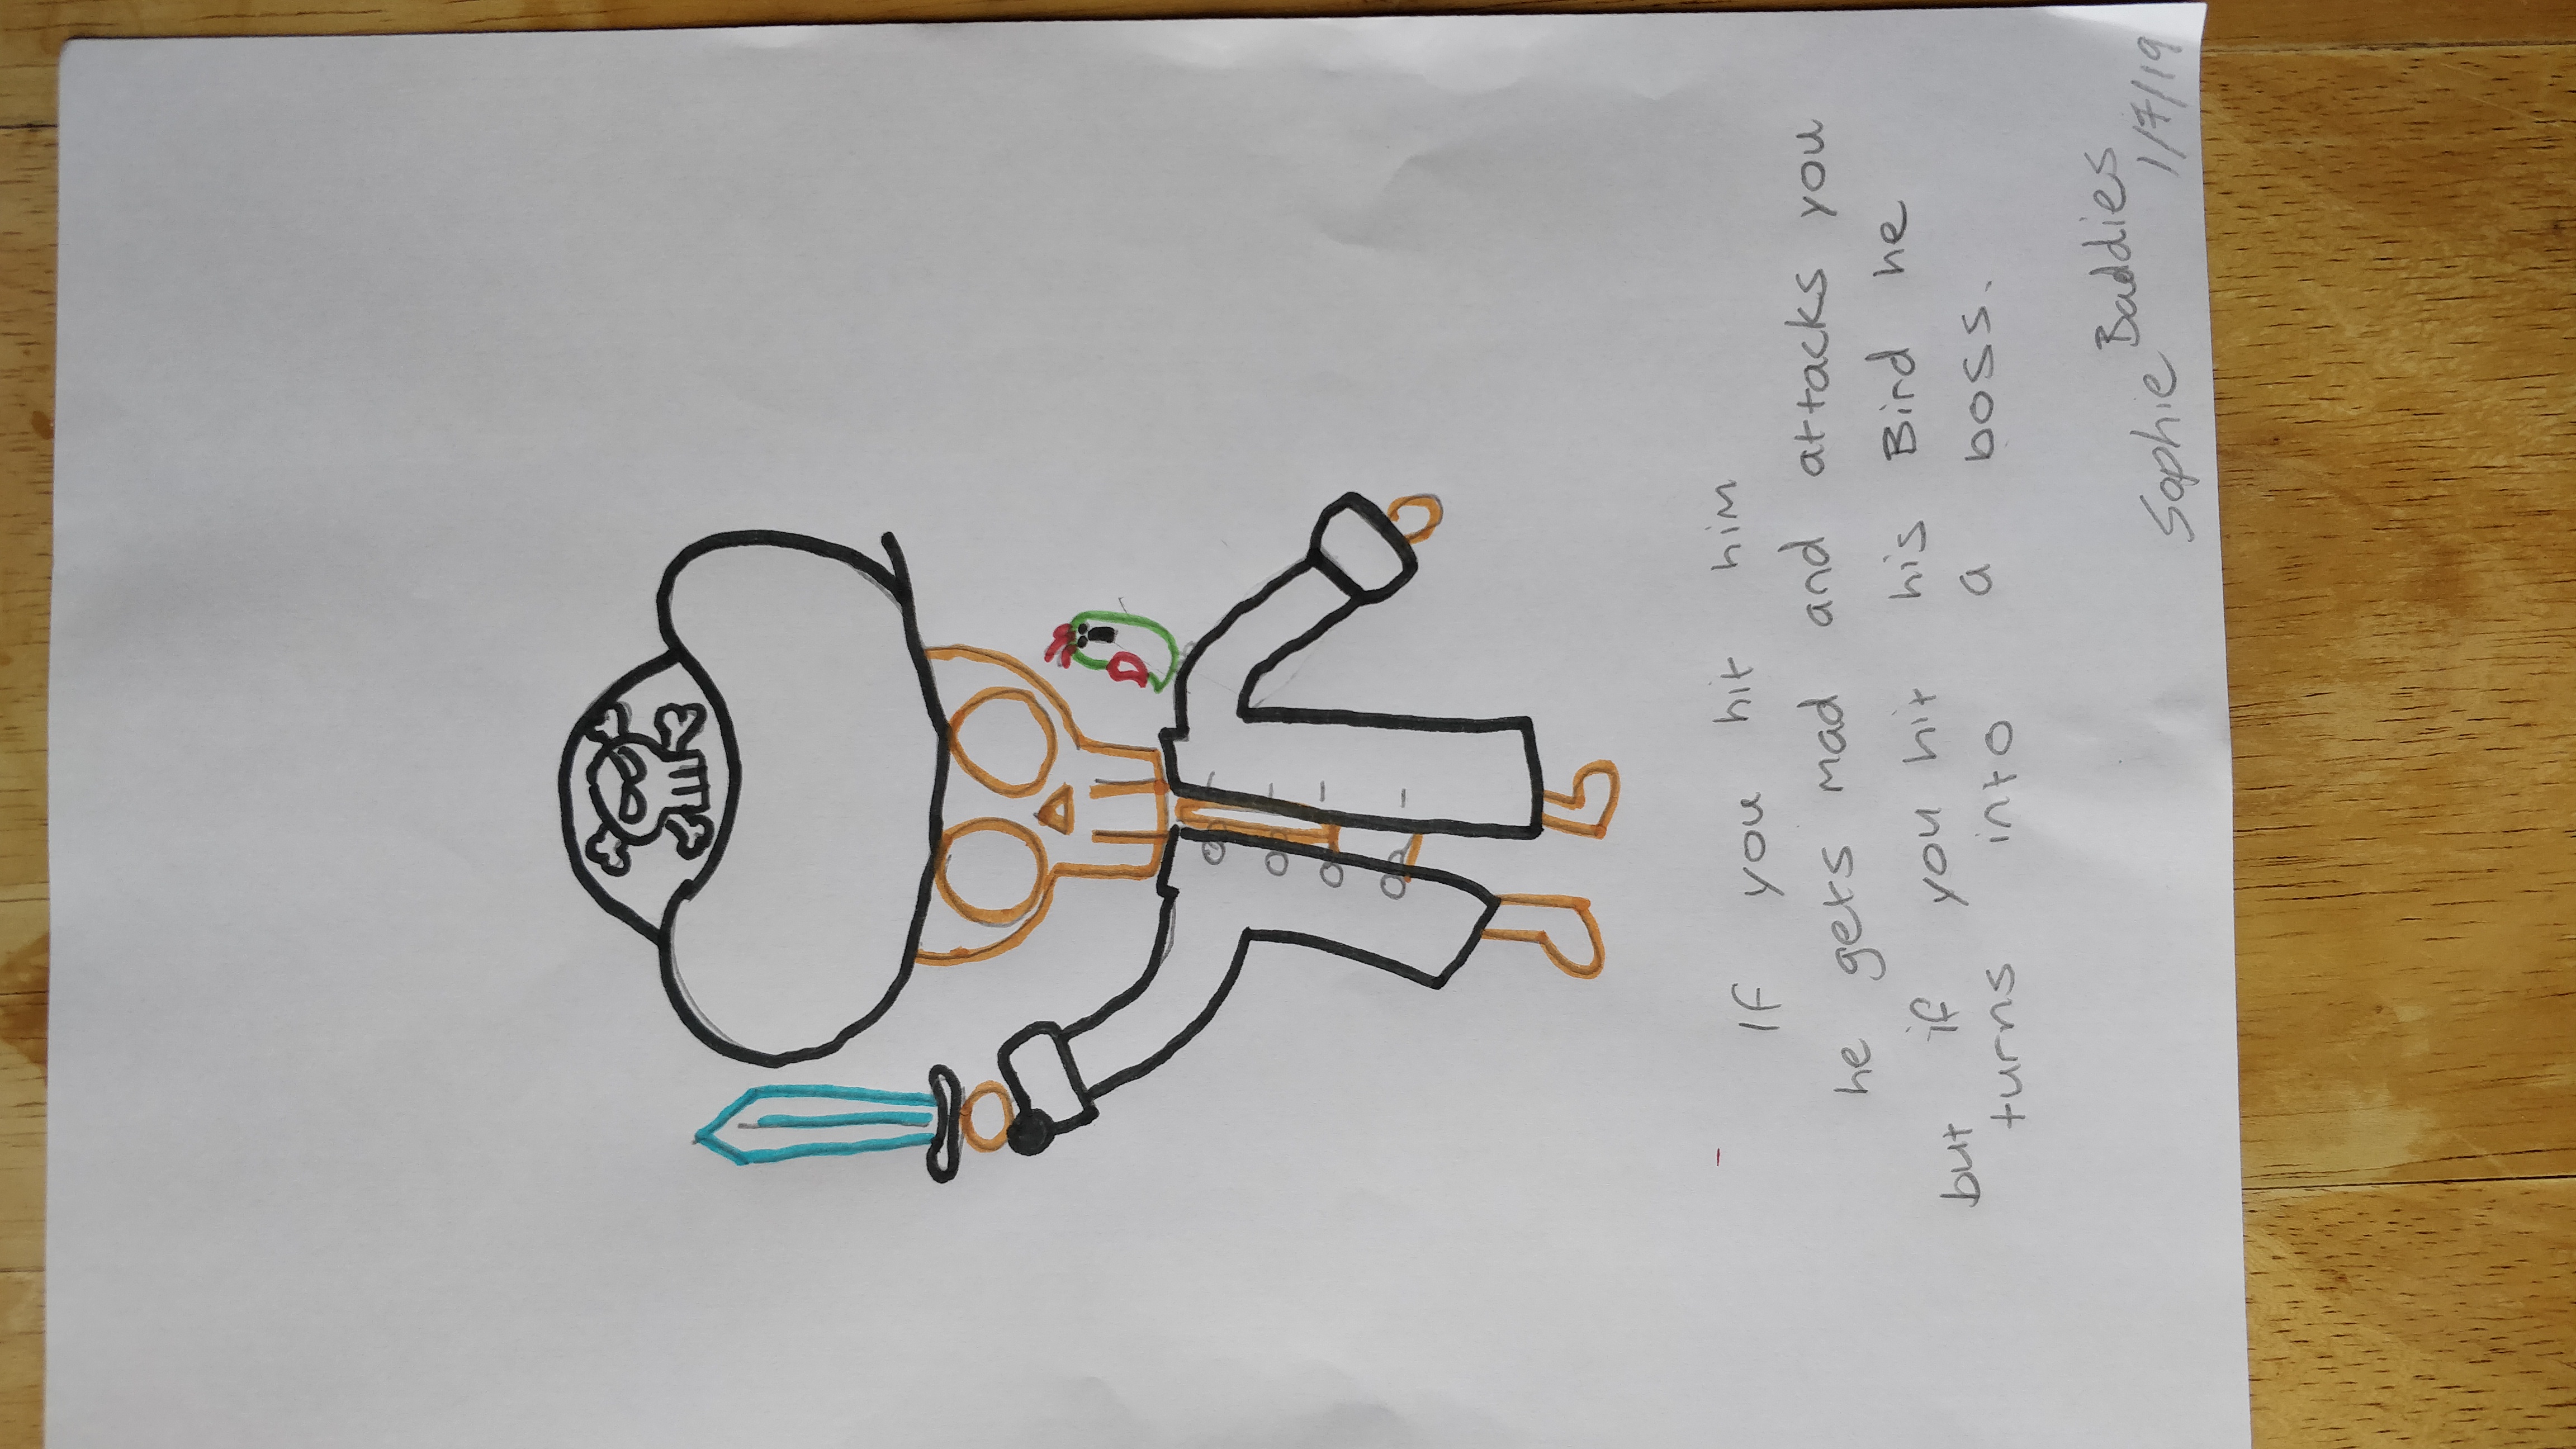 If you hit him
he gets mad and attacks you
but if you hit his Bird he
turns into a boss.
Sophie Baddies
1/7/19